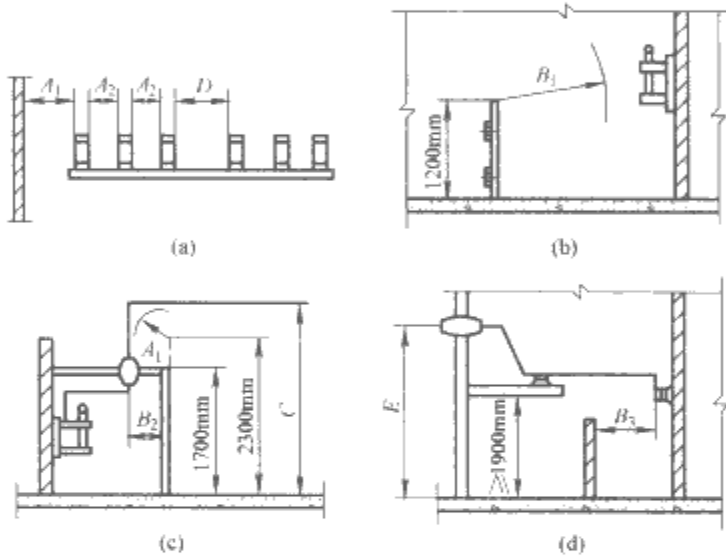 A₁ A₂ A₂ D
(a)
B₁
1200mm
(b)
A₁
B₂
1700mm
2300mm
C
(c)
E
≥1900mm
B₃
(d)